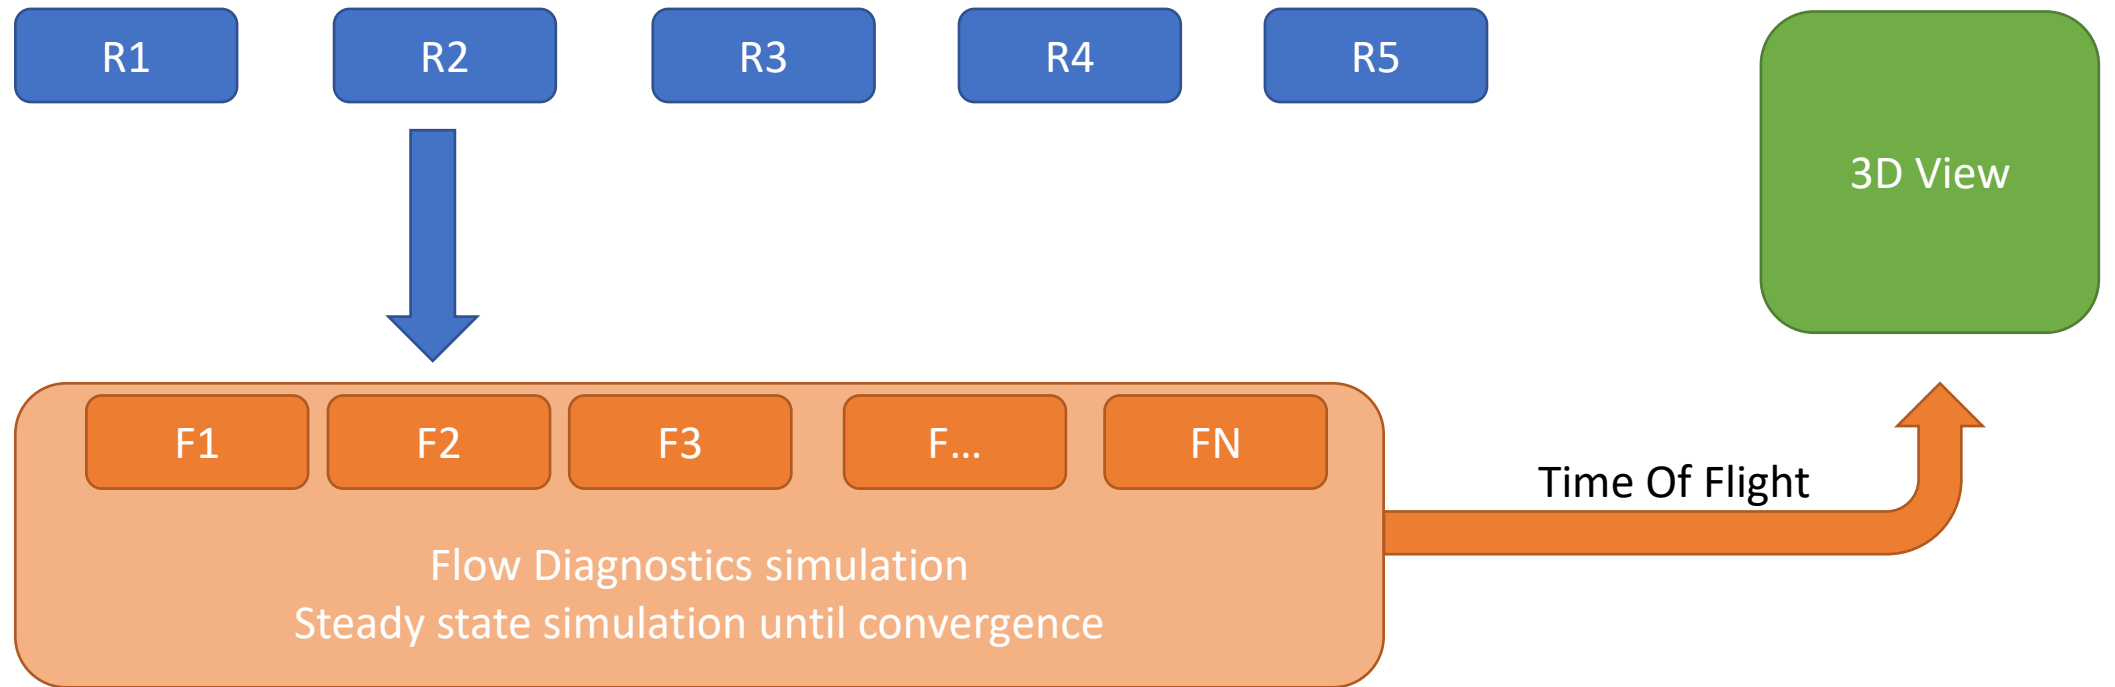 R1
R2
R3
R4
R5
3D View
F1
F2
F3
F...
FN
Time Of Flight
Flow Diagnostics simulation
Steady state simulation until convergence